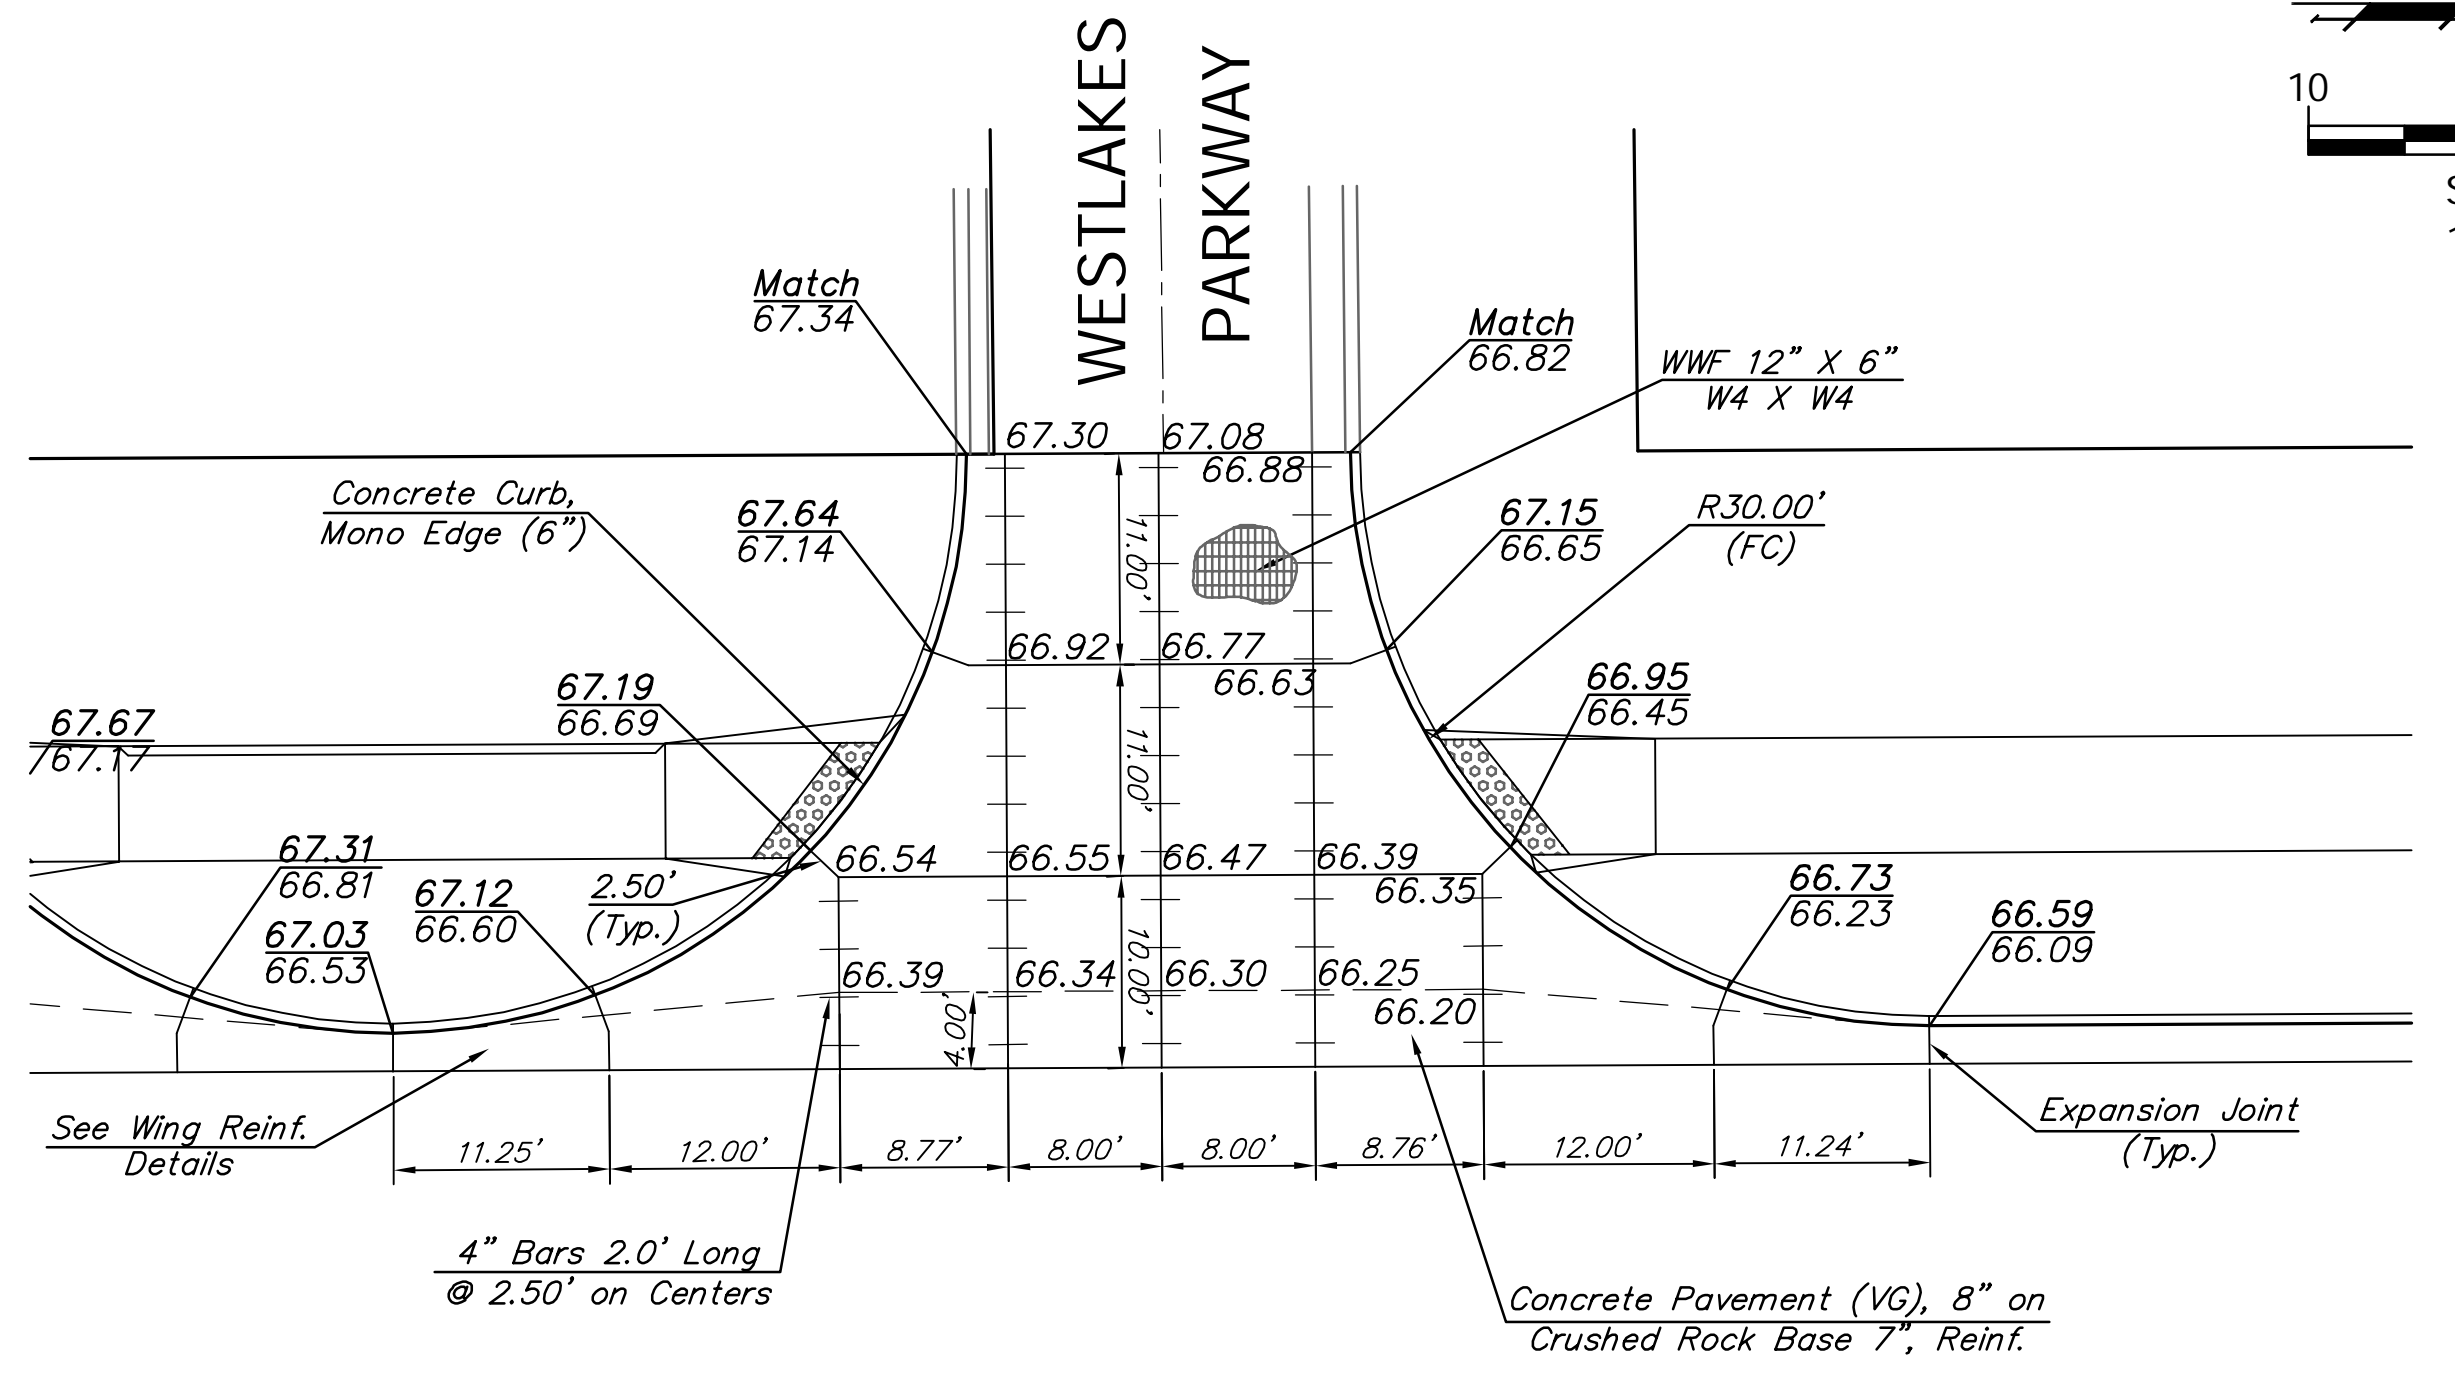 WESTLAKES
PARKWAY
10
Match
67.34
Match
66.82
WWF 12" X 6"
W4 X W4
67.30
67.08
66.88
Concrete Curb,
Mono Edge (6")
67.64
67.14
11.00'
67.15
66.65
R30.00'
(FC)
66.92
66.77
66.63
67.19
66.69
66.95
66.45
67.67
67.17
11.00'
67.31
66.81
67.12
66.60
2.50'
(Typ.)
66.54
66.55
66.47
66.39
66.35
66.73
66.23
66.59
66.09
67.03
66.53
66.39
66.34
66.30
66.25
66.20
10.00'
4.00'
See Wing Reinf.
Details
11.25'
12.00'
8.77'
8.00'
8.00'
8.76'
12.00'
11.24'
Expansion Joint
(Typ.)
4" Bars 2.0' Long
@ 2.50' on Centers
Concrete Pavement (VG), 8" on
Crushed Rock Base 7", Reinf.